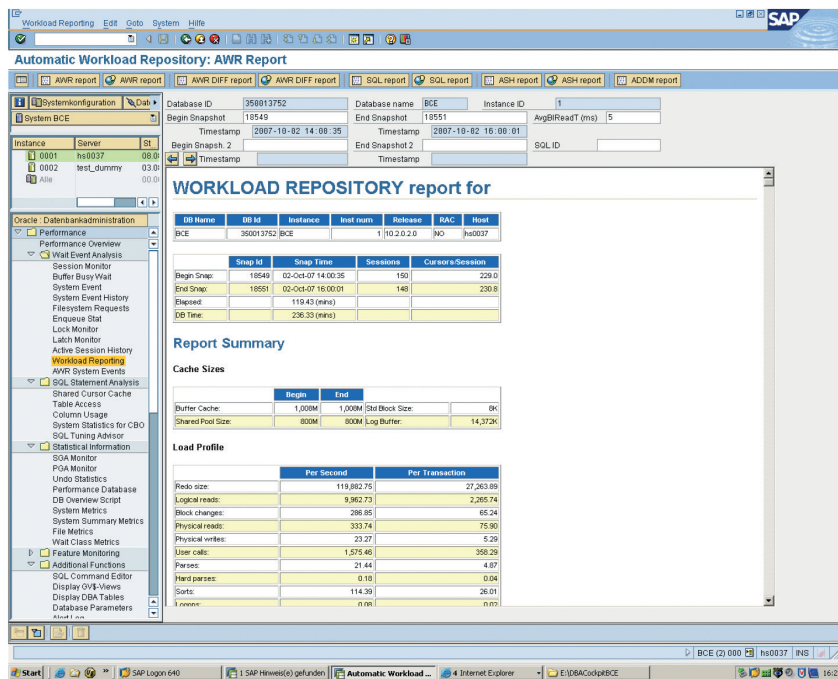 Workload Reporting Edit Goto System Hilfe
SAP
Automatic Workload Repository: AWR Report
AWR report AWR report AWR DIFF report AWR DIFF report SQL report SQL report ASH report ASH report ADDM report
Systemkonfiguration
System BCE
Instance Server St
0001 hs0037
0002 test_dummy
Alle
Database ID 350013752 Database name BCE Instance ID 1
Begin Snapshot 18549 End Snapshot 18551 AvgBlReadT (ms) 5
Timestamp 2007-10-02 14:00:35 Timestamp 2007-10-02 16:00:01
Begin Snapsh. 2 End Snapshot 2 SQL ID
Timestamp Timestamp
Oracle : Datenbankadministration
Performance
Performance Overview
Wait Event Analysis
Session Monitor
Buffer Busy Wait
System Event
System Event History
Filesystem Requests
Enqueue Stat
Lock Monitor
Latch Monitor
Active Session History
Workload Reporting
AWR System Events
SQL Statement Analysis
Shared Cursor Cache
Table Access
Column Usage
System Statistics for CBO
SQL Tuning Advisor
Statistical Information
SGA Monitor
PGA Monitor
Undo Statistics
Performance Database
DB Overview Script
System Metrics
System Summary Metrics
File Metrics
Wait Class Metrics
Feature Monitoring
Additional Functions
SQL Command Editor
Display GV$-Views
Display DBA Tables
Database Parameters
Alert Log
WORKLOAD REPOSITORY report for
DB Name DB Id Instance Inst num Release RAC Host
BCE 350013752 BCE 1 10.2.0.2.0 NO hs0037
Snap Id Snap Time Sessions Cursors/Session
Begin Snap: 18549 02-Oct-07 14:00:35 150 229.0
End Snap: 18551 02-Oct-07 16:00:01 148 230.8
Elapsed: 119.43 (mins)
DB Time: 236.33 (mins)
Report Summary
Cache Sizes
Begin End
Buffer Cache: 1,008M 1,008M Std Block Size: 8K
Shared Pool Size: 800M 800M Log Buffer: 14,372K
Load Profile
Per Second Per Transaction
Redo size: 119,882.75 27,263.89
Logical reads: 9,962.73 2,265.74
Block changes: 286.85 65.24
Physical reads: 333.74 75.90
Physical writes: 23.27 5.29
User calls: 1,575.46 358.29
Parses: 21.44 4.87
Hard parses: 0.18 0.04
Sorts: 114.39 26.01
Logons: 0.08 0.02
BCE (2) 000 hs0037 INS
Start SAP Logon 640 1 SAP Hinweis(e) gefunden Automatic Workload ... 4 Internet Explorer E:\DBACockpitBCE